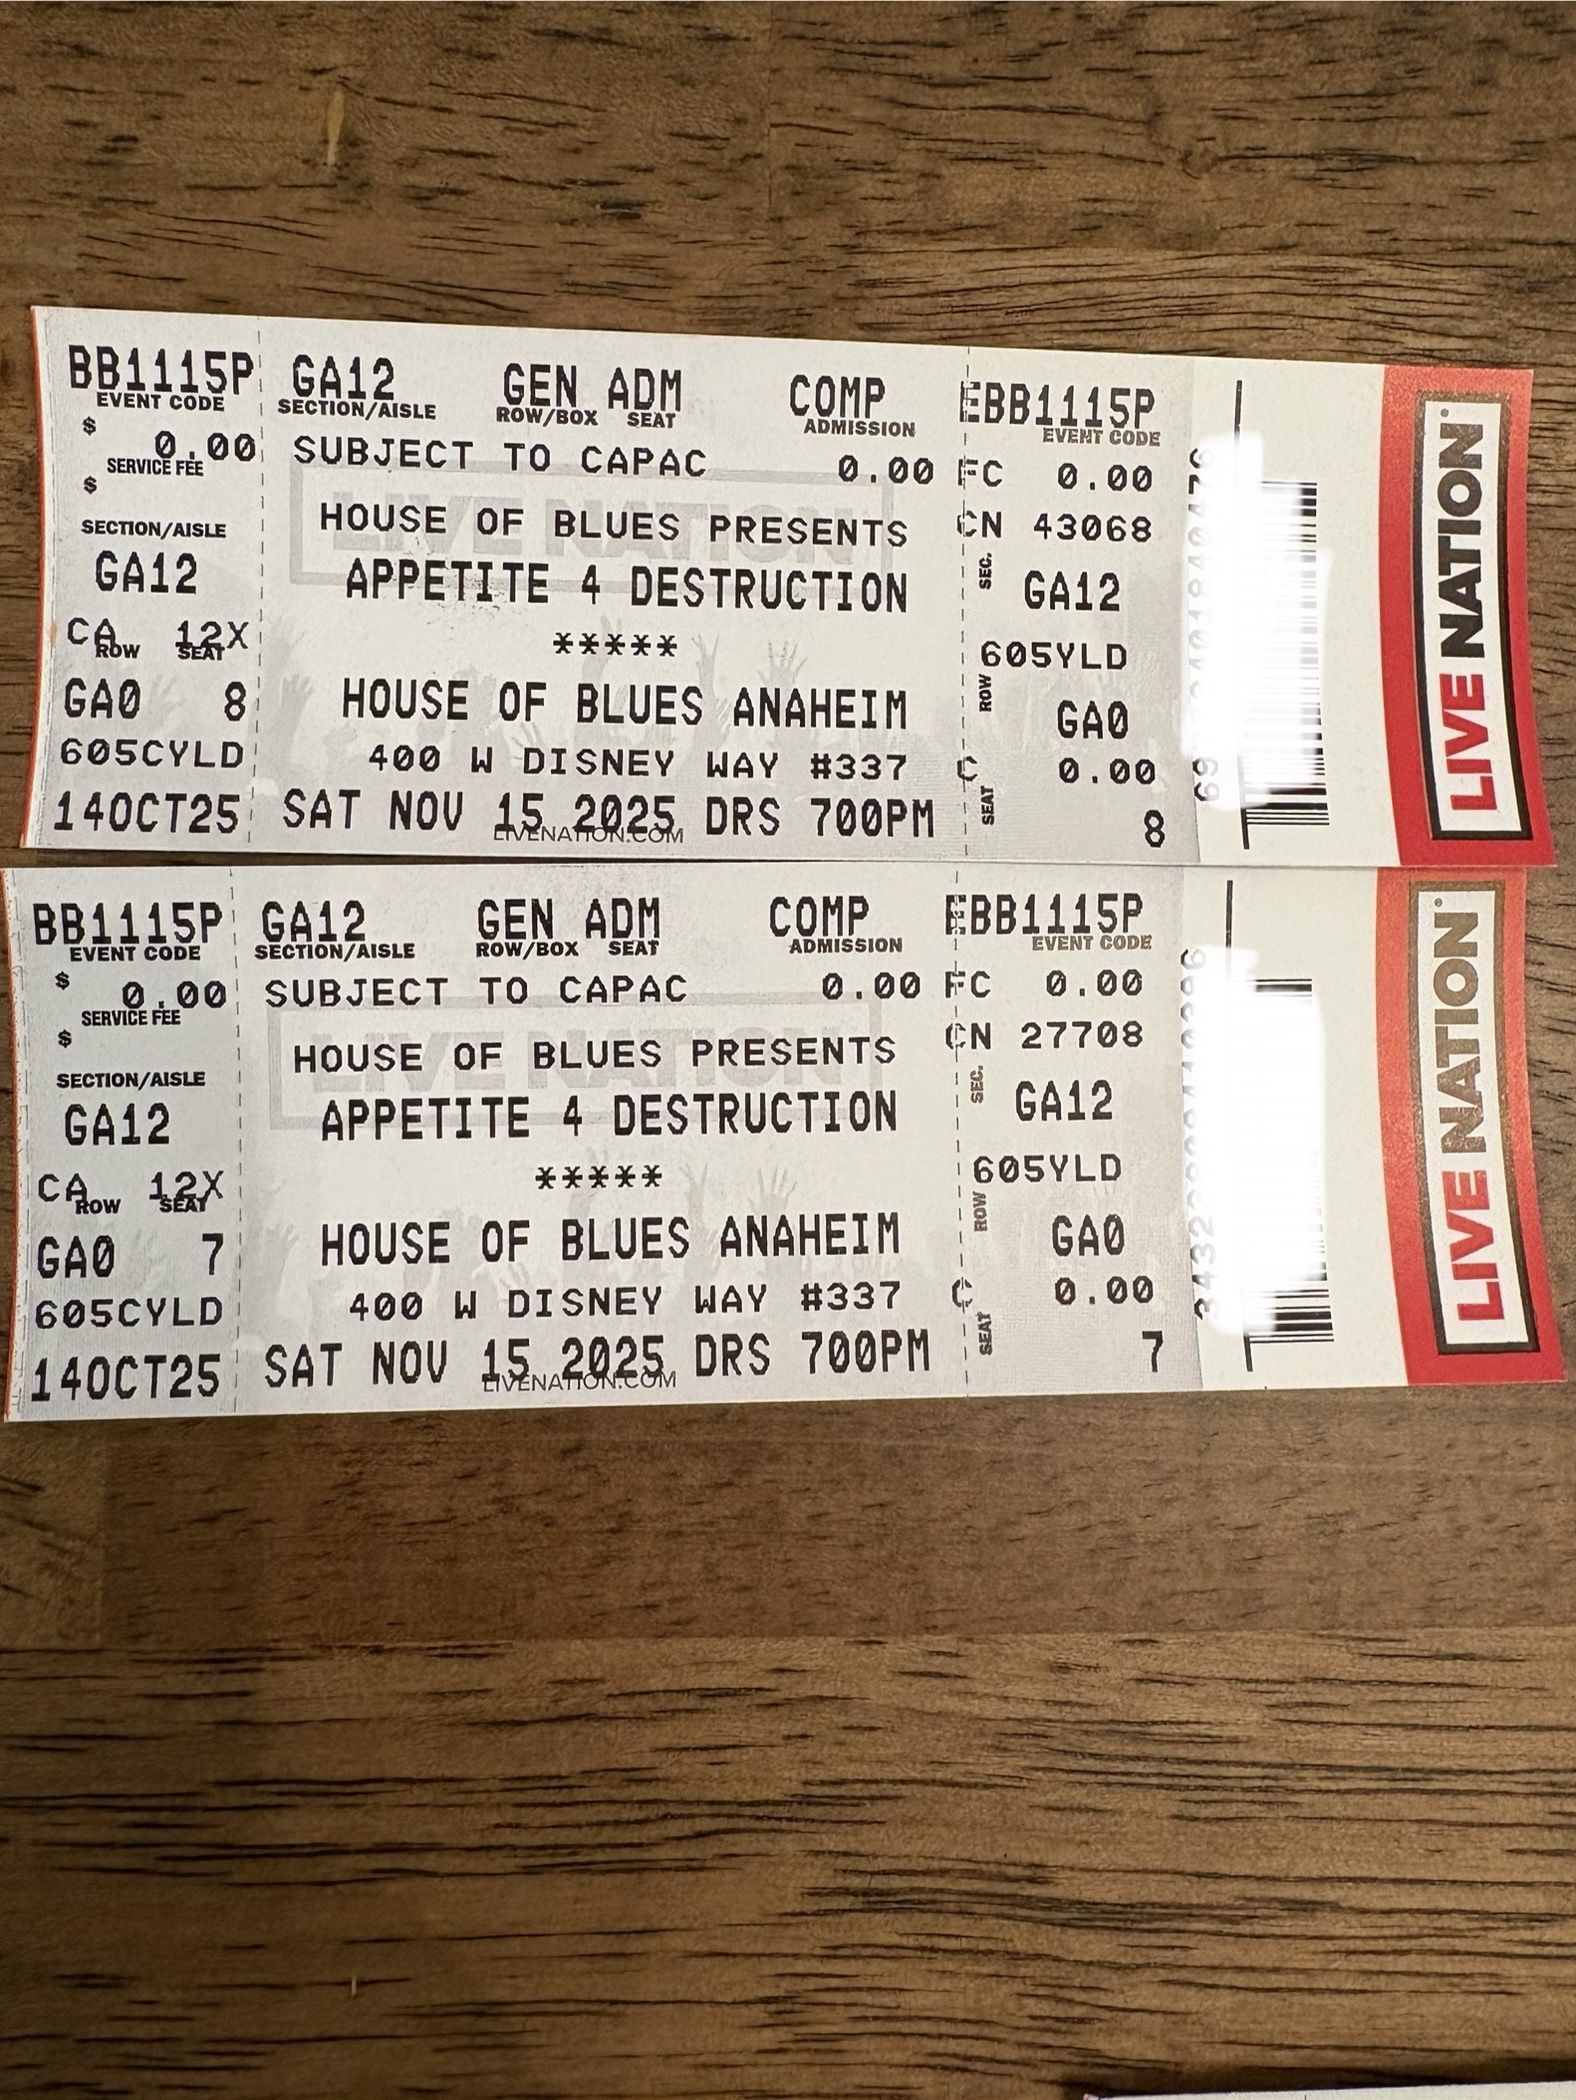 BB1115P
EVENT CODE
$ 0.00
SERVICE FEE
$
SECTION/AISLE
GA12
CA 12X
ROW SEAT
GA0 8
605CYLD
14OCT25
GA12 GEN ADM COMP
SECTION/AISLE ROW/BOX SEAT ADMISSION
SUBJECT TO CAPAC 0.00
LIVE NATION
HOUSE OF BLUES PRESENTS
APPETITE 4 DESTRUCTION
*****
HOUSE OF BLUES ANAHEIM
400 W DISNEY WAY #337
SAT NOV 15 2025 DRS 700PM
LIVENATION.COM
EBB1115P
EVENT CODE
FC 0.00
CN 43068
SEC. GA12
605YLD
ROW GA0
C 0.00
SEAT 8
LIVE NATION
BB1115P
EVENT CODE
$ 0.00
SERVICE FEE
$
SECTION/AISLE
GA12
CA 12X
ROW SEAT
GA0 7
605CYLD
14OCT25
GA12 GEN ADM COMP
SECTION/AISLE ROW/BOX SEAT ADMISSION
SUBJECT TO CAPAC 0.00
LIVE NATION
HOUSE OF BLUES PRESENTS
APPETITE 4 DESTRUCTION
*****
HOUSE OF BLUES ANAHEIM
400 W DISNEY WAY #337
SAT NOV 15 2025 DRS 700PM
LIVENATION.COM
EBB1115P
EVENT CODE
FC 0.00
CN 27708
SEC. GA12
605YLD
ROW GA0
C 0.00
SEAT 7
LIVE NATION